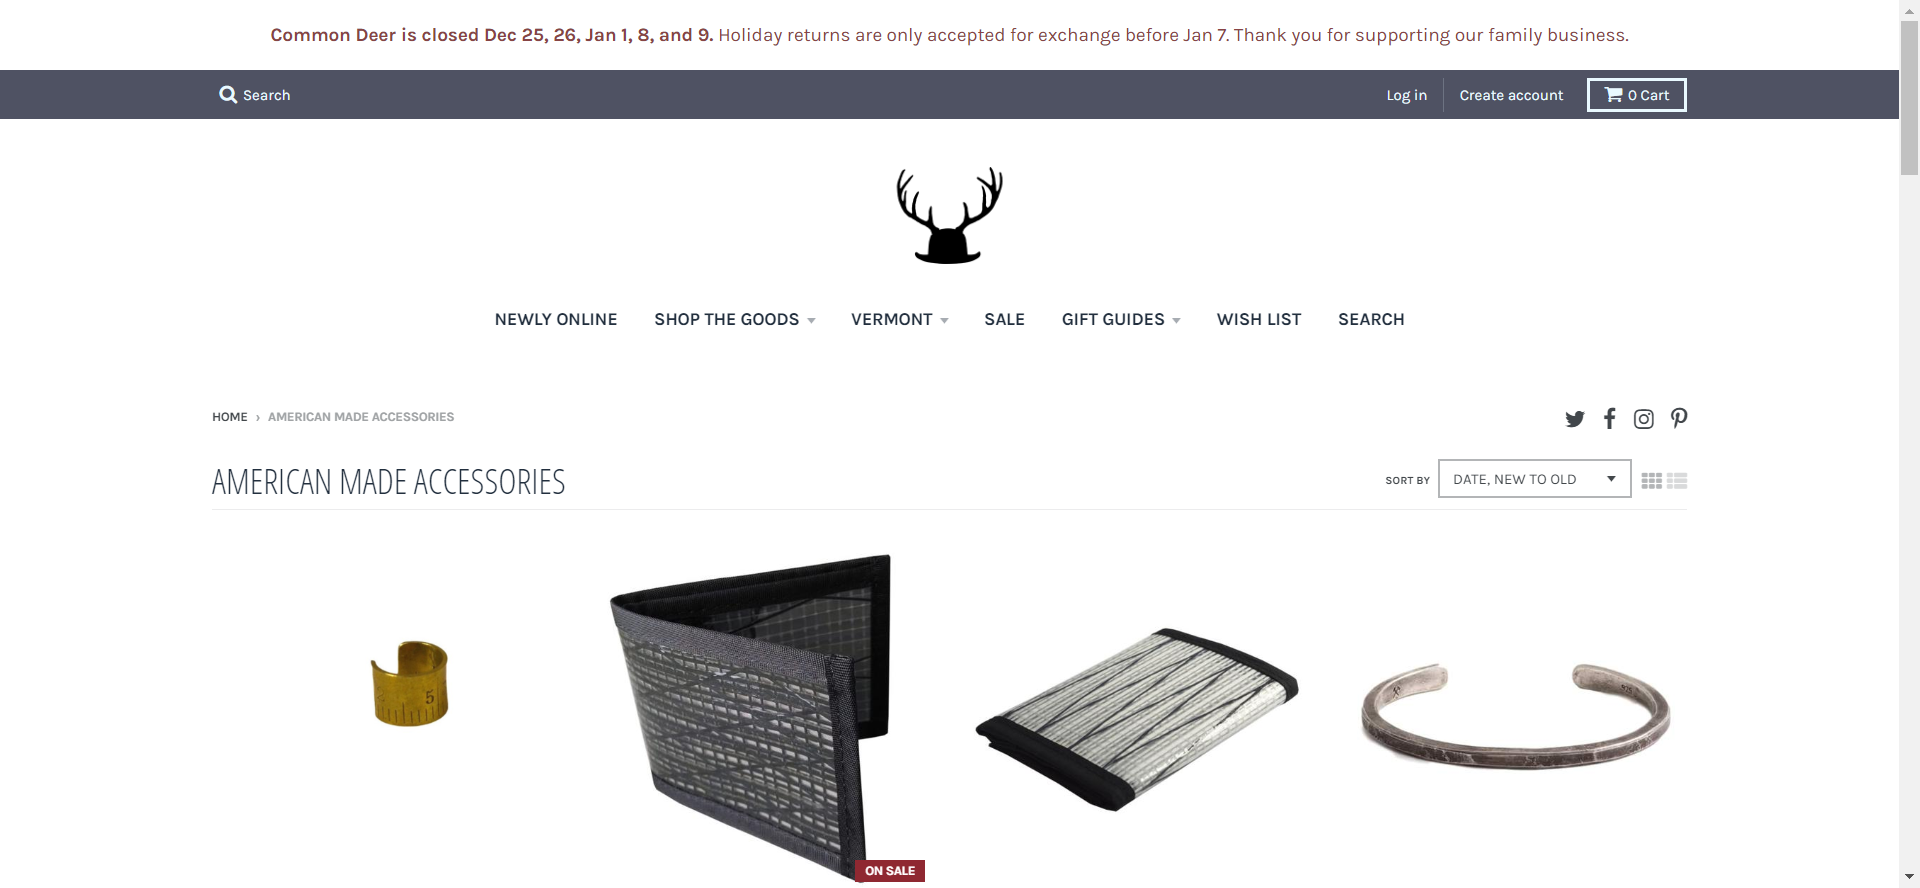 Common Deer is closed Dec 25, 26, Jan 1, 8, and 9. Holiday returns are only accepted for exchange before Jan 7. Thank you for supporting our family business.
Search
Log in
Create account
0 Cart
NEWLY ONLINE
SHOP THE GOODS
VERMONT
SALE
GIFT GUIDES
WISH LIST
SEARCH
HOME › AMERICAN MADE ACCESSORIES
AMERICAN MADE ACCESSORIES
SORT BY
DATE, NEW TO OLD
5
ON SALE